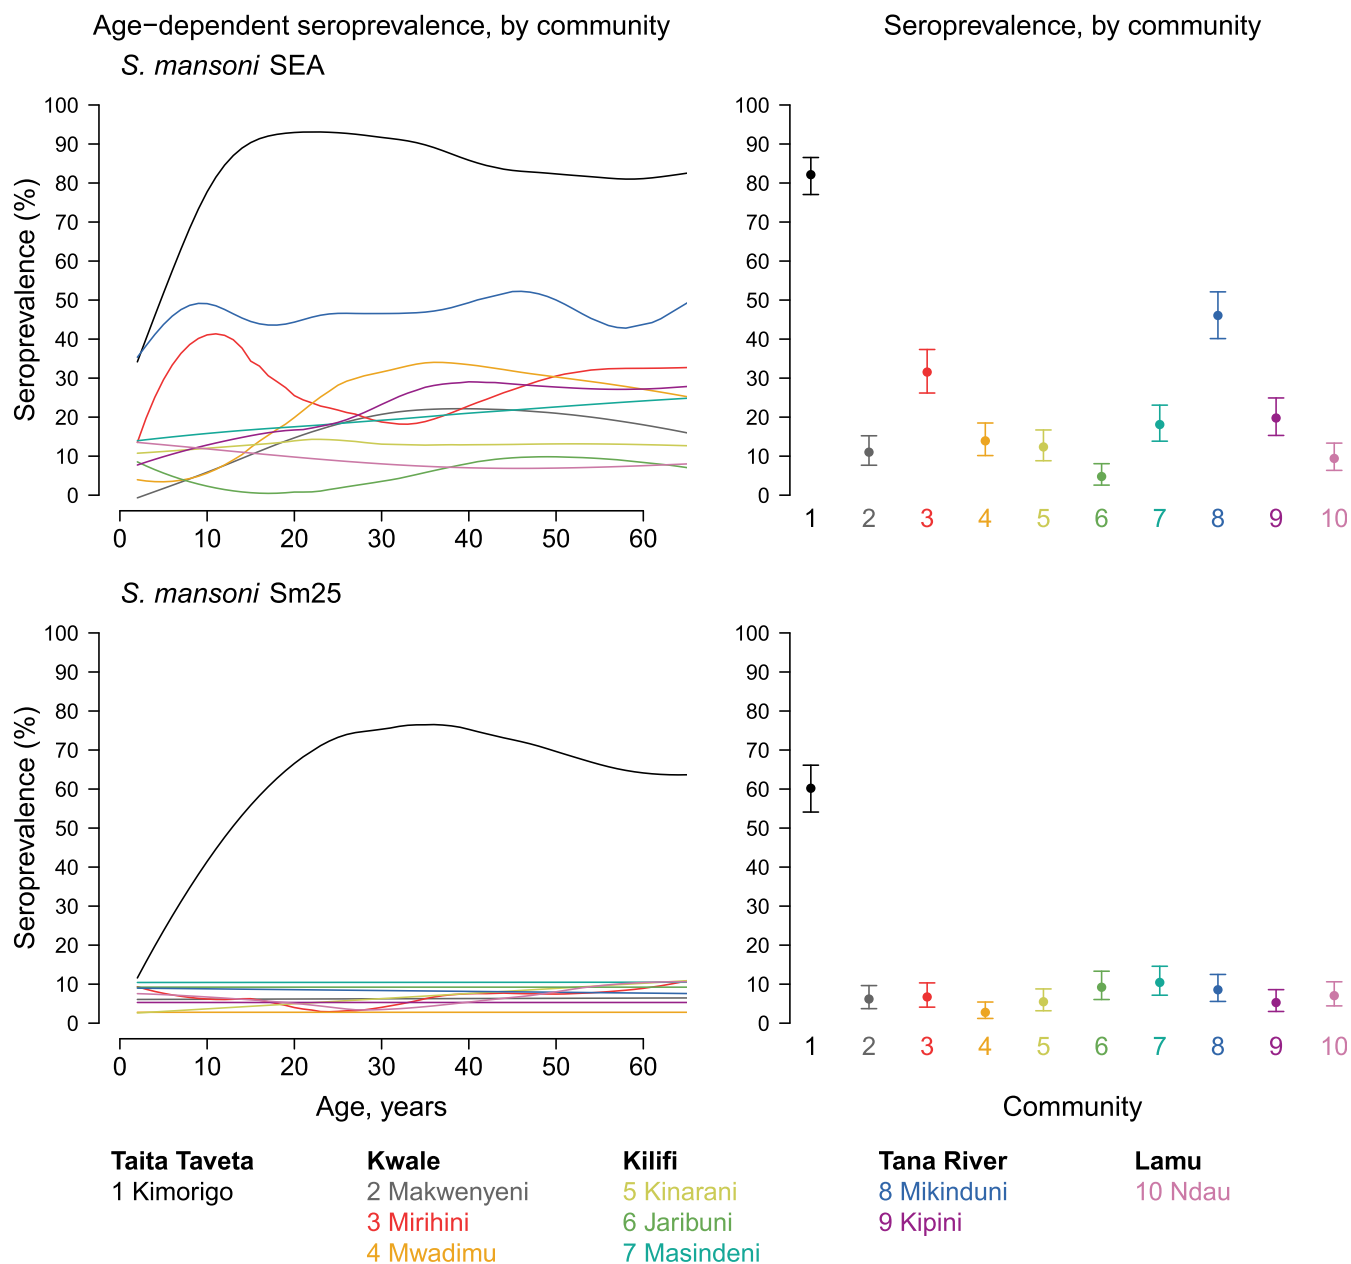 Age−dependent seroprevalence, by community
Seroprevalence, by community
S. mansoni SEA
Seroprevalence (%)
100
90
80
70
60
50
40
30
20
10
0
0 10 20 30 40 50 60
100
90
80
70
60
50
40
30
20
10
0
1 2 3 4 5 6 7 8 9 10
S. mansoni Sm25
Seroprevalence (%)
100
90
80
70
60
50
40
30
20
10
0
0 10 20 30 40 50 60
Age, years
100
90
80
70
60
50
40
30
20
10
0
1 2 3 4 5 6 7 8 9 10
Community
Taita Taveta
1 Kimorigo
Kwale
2 Makwenyeni
3 Mirihini
4 Mwadimu
Kilifi
5 Kinarani
6 Jaribuni
7 Masindeni
Tana River
8 Mikinduni
9 Kipini
Lamu
10 Ndau